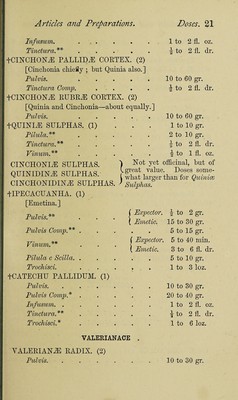 Articles and Preparations. Doses. 21
Infusum. . . . . . 1 to 2 fl. oz.
Tinctura.** . . . . . ½ to 2 fl. dr.
†CINCHONÆ PALLIDÆ CORTEX. (2)
[Cinchonia chiefly ; but Quinia also.]
Pulvis. . . . . . 10 to 60 gr.
Tinctura Comp. . . . . ½ to 2 fl. dr.
†CINCHONÆ RUBRÆ CORTEX. (2)
[Quinia and Cinchonia—about equally.]
Pulvis. . . . . . 10 to 60 gr.
†QUINIÆ SULPHAS. (1) . . . 1 to 10 gr.
Pilula.** . . . . . 2 to 10 gr.
Tinctura.** . . . . . ½ to 2 fl. dr.
Vinum.** . . . . . ½ to 1 fl. oz.
CINCHONIÆ SULPHAS. } Not yet officinal, but of
QUINIDINÆ SULPHAS. } great value. Doses some-
CINCHONIDINÆ SULPHAS. } what larger than for Quiniæ Sulphas.
†IPECACUANHA. (1)
[Emetina.]
Pulvis.** . . . . { Expector. ½ to 2 gr.
{ Emetic. 15 to 30 gr.
Pulvis Comp.** . . . . 5 to 15 gr.
Vinum.** . . . . { Expector. 5 to 40 min.
{ Emetic. 3 to 6 fl. dr.
Pilula c Scilla. . . . . 5 to 10 gr.
Trochisci. . . . . . 1 to 3 loz.
†CATECHU PALLIDUM. (1)
Pulvis. . . . . . 10 to 30 gr.
Pulvis Comp.* . . . . 20 to 40 gr.
Infusum. . . . . . 1 to 2 fl. oz.
Tinctura.** . . . . . ½ to 2 fl. dr.
Trochisci.* . . . . . 1 to 6 loz.
VALERIANACE .
VALERIANÆ RADIX. (2)
Pulvis. . . . . . 10 to 30 gr.